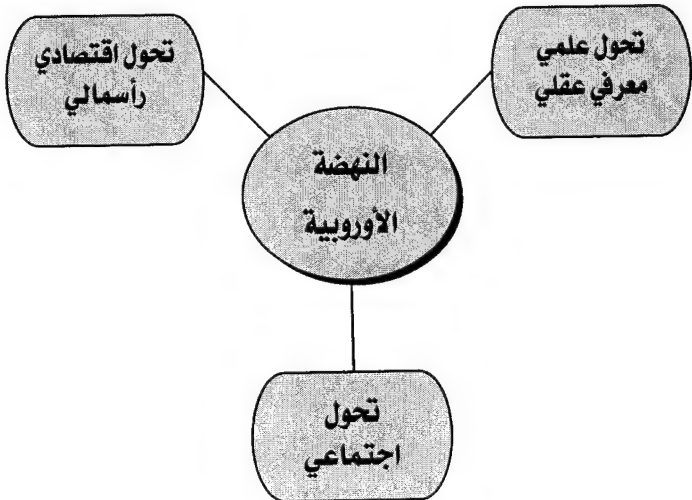 تحول علمي
معرفي عقلي
تحول اقتصادي
رأسمالي
النهضة
الأوروبية
تحول
اجتماعي